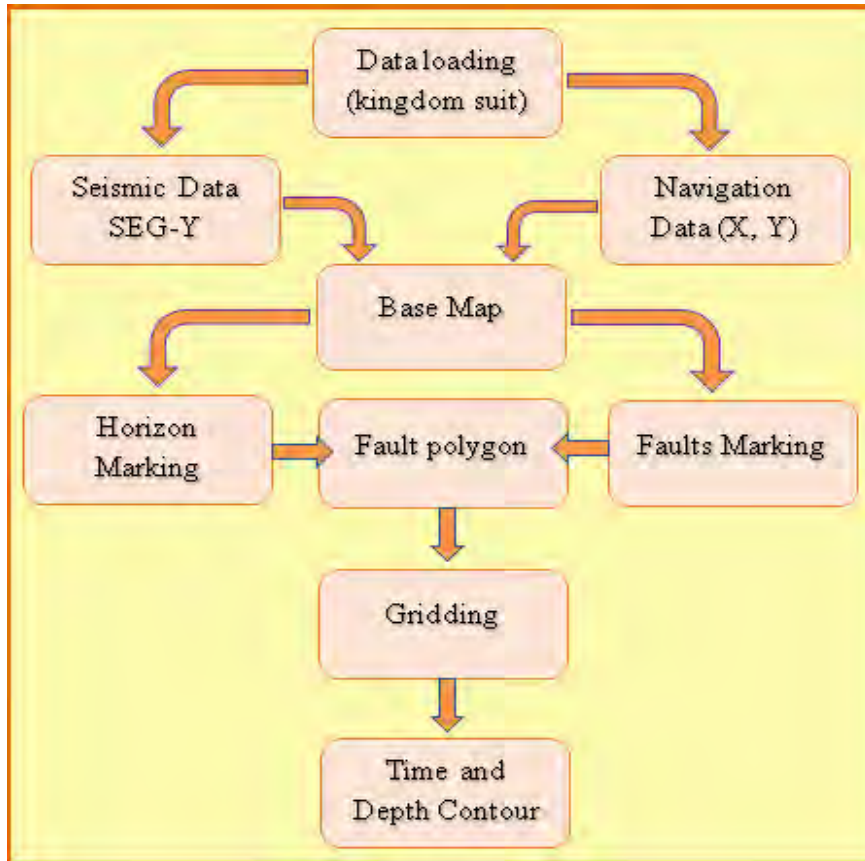 Data loading
(kingdom suit)
Seismic Data
SEG-Y
Navigation
Data (X, Y)
Base Map
Horizon
Marking
Fault polygon
Faults Marking
Gridding
Time and
Depth Contour